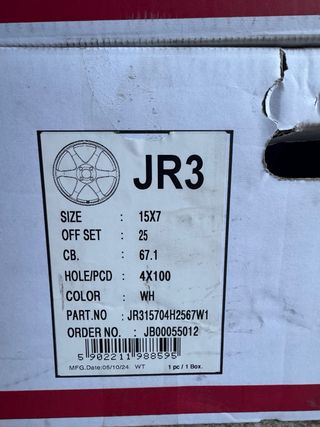 JR3
SIZE : 15X7
OFF SET : 25
CB. : 67.1
HOLE/PCD : 4X100
COLOR : WH
PART.NO : JR315704H2567W1
ORDER NO. : JB00055012
5 902211 988595
MFG.Date:05/10/24 WT 1 pc / 1 Box.